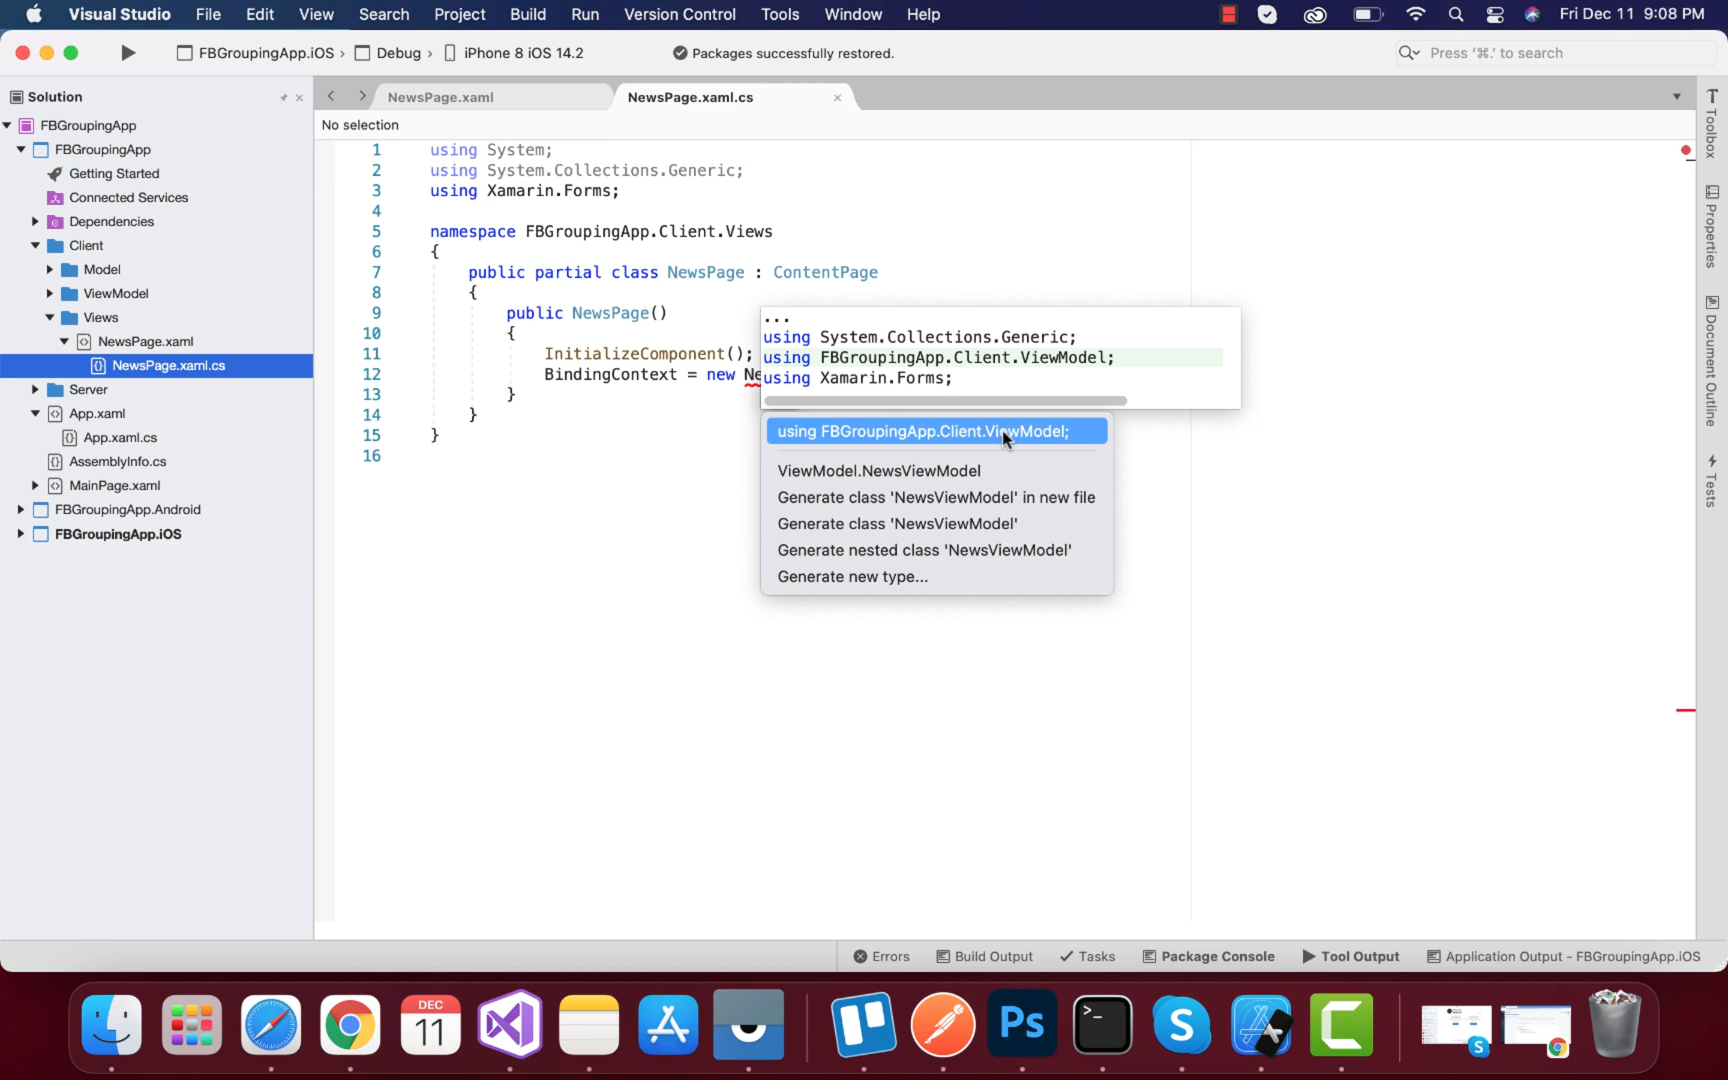 Visual Studio File Edit View Search Project Build Run Version Control Tools Window Help Fri Dec 11 9:08 PM
FBGroupingApp.iOS › Debug › iPhone 8 iOS 14.2 Packages successfully restored. Press '⌘.' to search
Solution
FBGroupingApp
FBGroupingApp
Getting Started
Connected Services
Dependencies
Client
Model
ViewModel
Views
NewsPage.xaml
NewsPage.xaml.cs
Server
App.xaml
App.xaml.cs
AssemblyInfo.cs
MainPage.xaml
FBGroupingApp.Android
FBGroupingApp.iOS
NewsPage.xaml NewsPage.xaml.cs
No selection
1 using System;
2 using System.Collections.Generic;
3 using Xamarin.Forms;
4
5 namespace FBGroupingApp.Client.Views
6 {
7 public partial class NewsPage : ContentPage
8 {
9 public NewsPage()
10 {
11 InitializeComponent();
12 BindingContext = new Ne
13 }
14 }
15 }
16
...
using System.Collections.Generic;
using FBGroupingApp.Client.ViewModel;
using Xamarin.Forms;
using FBGroupingApp.Client.ViewModel;
ViewModel.NewsViewModel
Generate class 'NewsViewModel' in new file
Generate class 'NewsViewModel'
Generate nested class 'NewsViewModel'
Generate new type...
Toolbox
Properties
Document Outline
Tests
Errors Build Output Tasks Package Console Tool Output Application Output - FBGroupingApp.iOS
DEC
11
>_
Ps
S
C
S